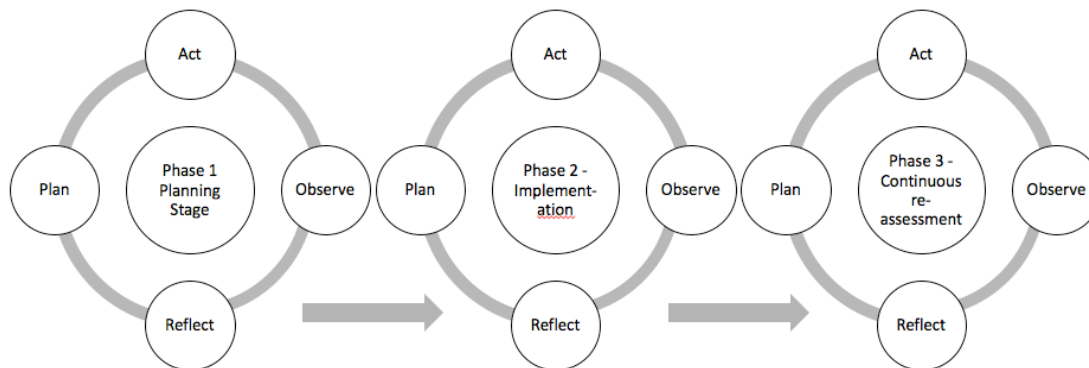 Act
Plan
Phase 1
Planning
Stage
Observe
Reflect
Act
Plan
Phase 2 -
Implement-
ation
Observe
Reflect
Act
Plan
Phase 3 -
Continuous
re-
assessment
Observe
Reflect